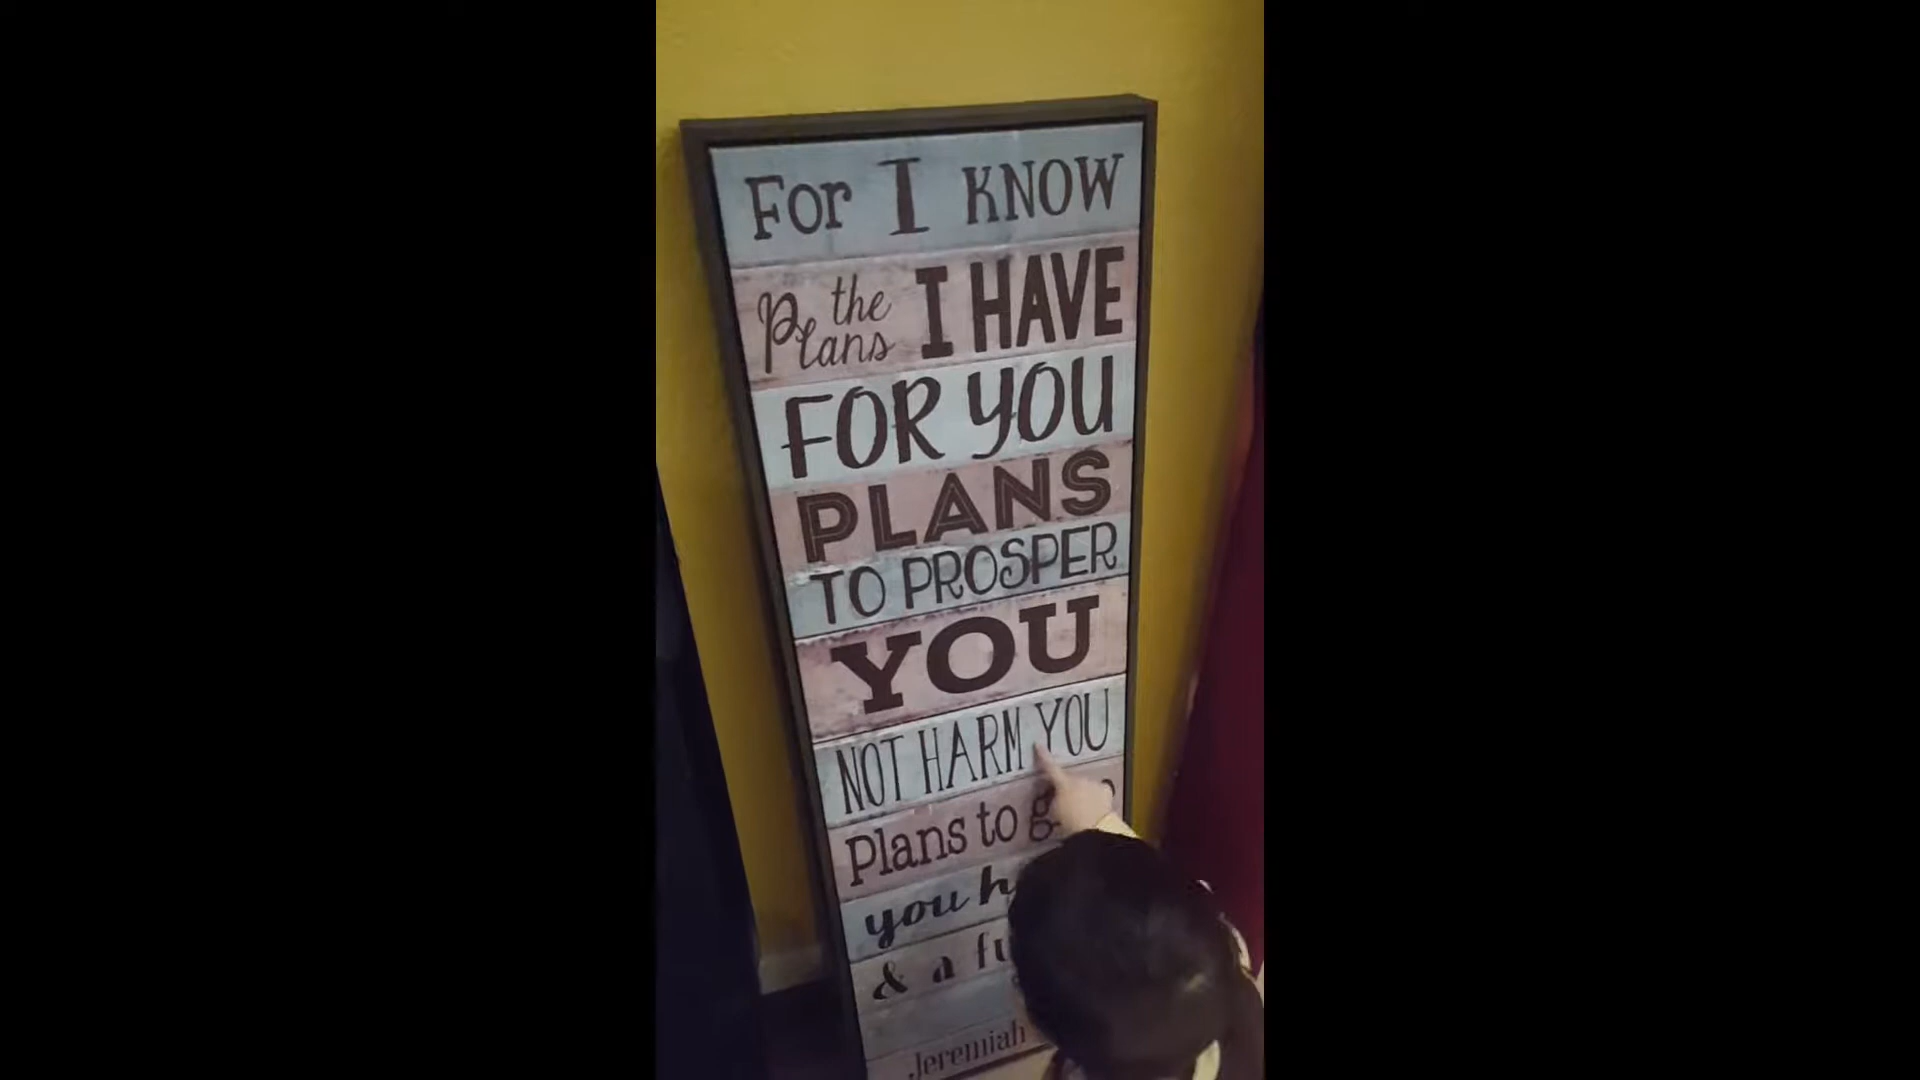 For I KNOW
the Plans I HAVE
FOR YOU
PLANS
TO PROSPER
YOU
NOT HARM YOU
Plans to
you
& a
Jeremiah